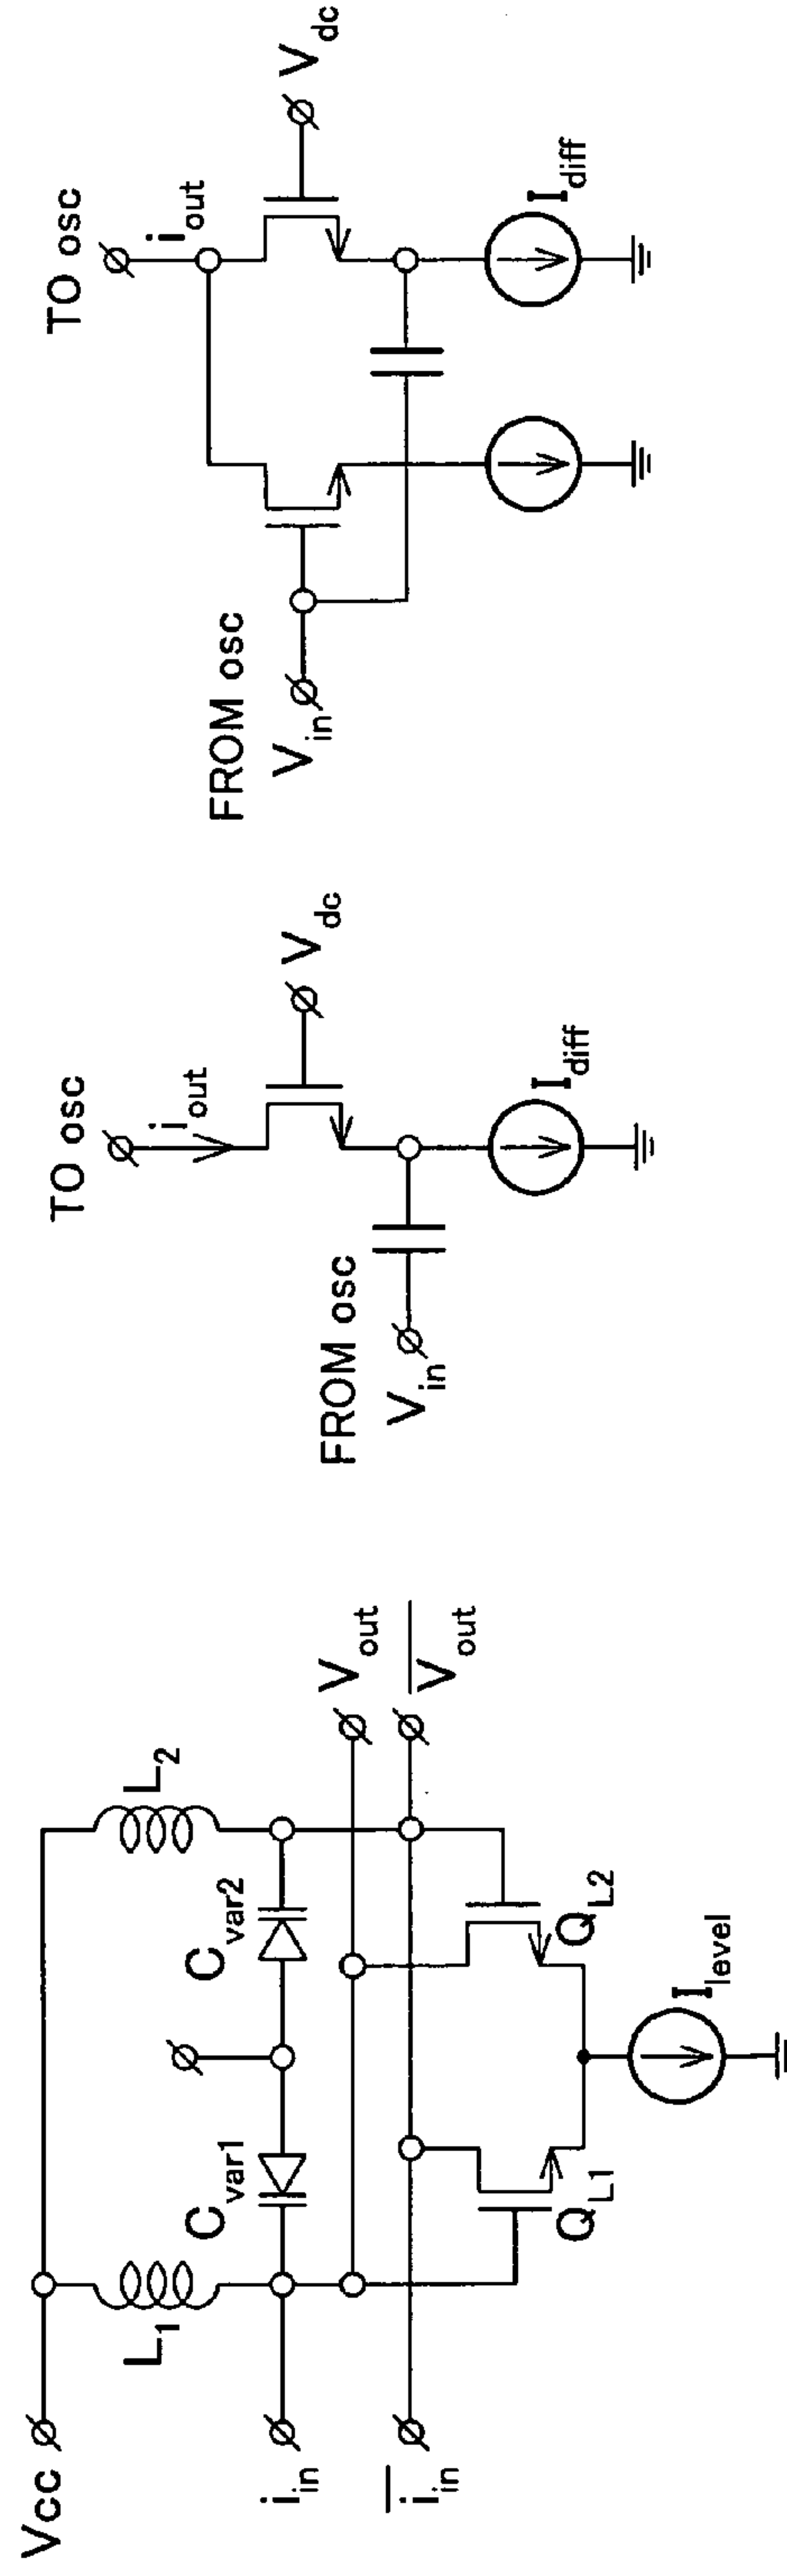 Vcc
L1
L2
Cvar1
Cvar2
i̅in
iin
Vout
V̅out
QL1
QL2
Ilevel
TO osc
iout
Vdc
FROM osc
Vin
Idiff
TO osc
iout
Vdc
FROM osc
Vin
Idiff